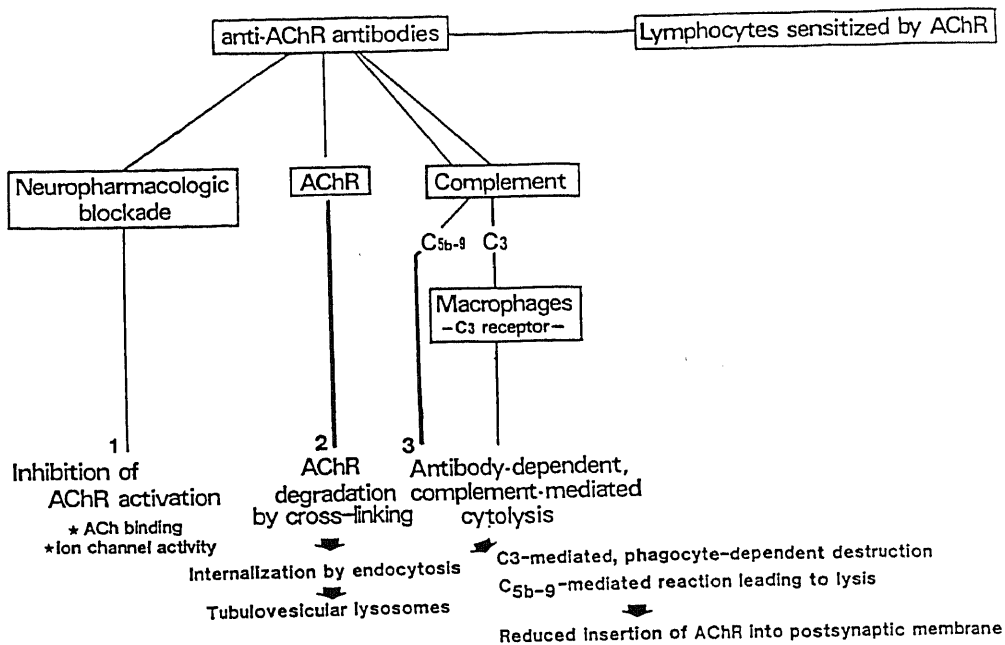 anti-AChR antibodies
Lymphocytes sensitized by AChR
Neuropharmacologic
blockade
AChR
Complement
C5b-9 C3
Macrophages
-C3 receptor-
1
Inhibition of
AChR activation
★ ACh binding
★Ion channel activity
2
AChR
degradation
by cross-linking
3
Antibody-dependent,
complement-mediated
cytolysis
Internalization by endocytosis
Tubulovesicular lysosomes
C3-mediated, phagocyte-dependent destruction
C5b-9-mediated reaction leading to lysis
Reduced insertion of AChR into postsynaptic membrane